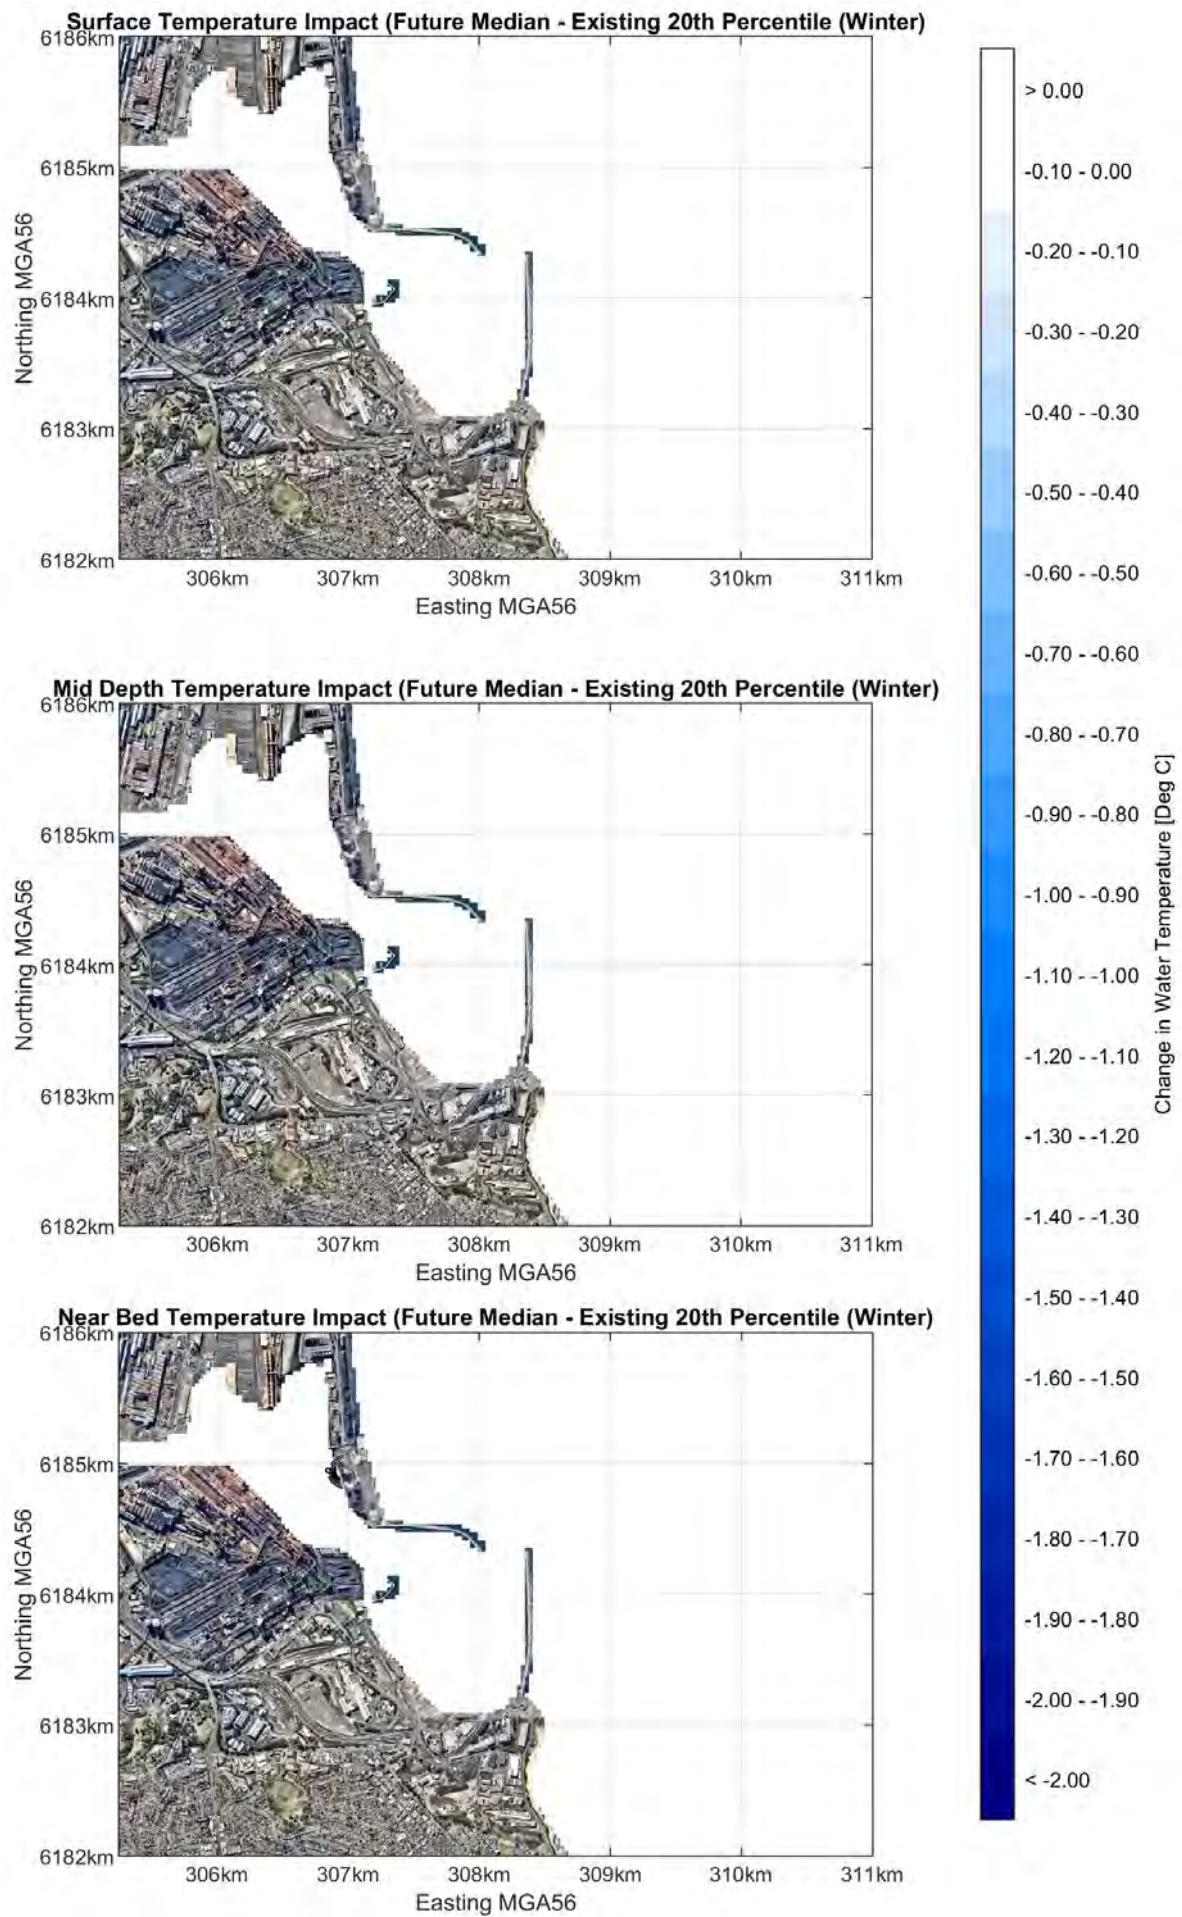 Surface Temperature Impact (Future Median - Existing 20th Percentile (Winter)
6186km
6185km
6184km
6183km
6182km
Northing MGA56
306km 307km 308km 309km 310km 311km
Easting MGA56
Mid Depth Temperature Impact (Future Median - Existing 20th Percentile (Winter)
6186km
6185km
6184km
6183km
6182km
Northing MGA56
306km 307km 308km 309km 310km 311km
Easting MGA56
Near Bed Temperature Impact (Future Median - Existing 20th Percentile (Winter)
6186km
6185km
6184km
6183km
6182km
Northing MGA56
306km 307km 308km 309km 310km 311km
Easting MGA56
> 0.00
-0.10 - 0.00
-0.20 - -0.10
-0.30 - -0.20
-0.40 - -0.30
-0.50 - -0.40
-0.60 - -0.50
-0.70 - -0.60
-0.80 - -0.70
-0.90 - -0.80
-1.00 - -0.90
-1.10 - -1.00
-1.20 - -1.10
-1.30 - -1.20
-1.40 - -1.30
-1.50 - -1.40
-1.60 - -1.50
-1.70 - -1.60
-1.80 - -1.70
-1.90 - -1.80
-2.00 - -1.90
< -2.00
Change in Water Temperature [Deg C]